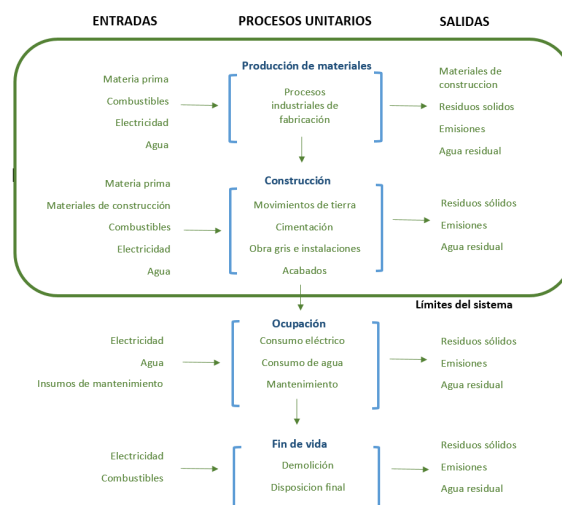 ENTRADAS
PROCESOS UNITARIOS
SALIDAS
Producción de materiales
Materia prima
Combustibles
Electricidad
Agua
Procesos
industriales de
fabricación
Materiales de
construccion
Residuos solidos
Emisiones
Agua residual
Construcción
Materia prima
Materiales de construcción
Combustibles
Electricidad
Agua
Movimientos de tierra
Cimentación
Obra gris e instalaciones
Acabados
Residuos sólidos
Emisiones
Agua residual
Límites del sistema
Ocupación
Electricidad
Agua
Insumos de mantenimiento
Consumo eléctrico
Consumo de agua
Mantenimiento
Residuos sólidos
Emisiones
Agua residual
Fin de vida
Electricidad
Combustibles
Demolición
Disposicion final
Residuos sólidos
Emisiones
Agua residual